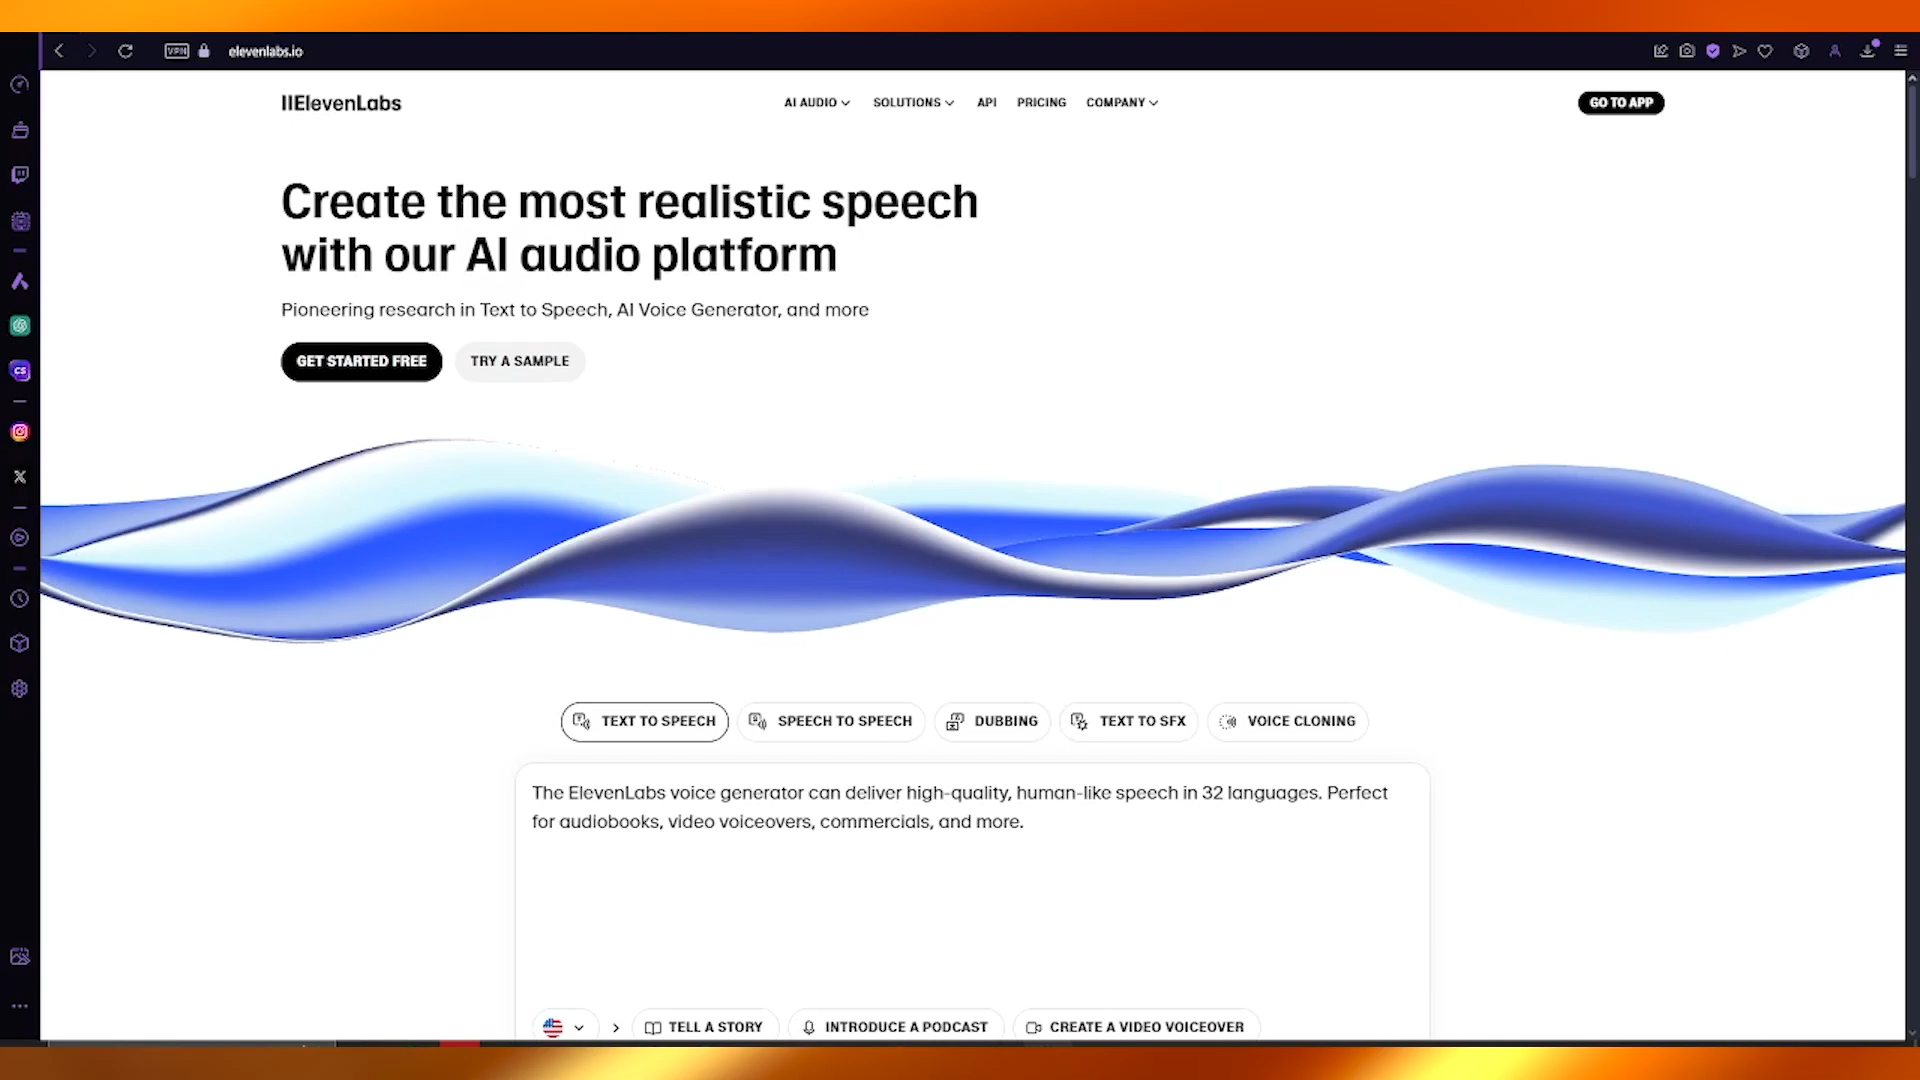 VPN
elevenlabs.io
IIElevenLabs
AI AUDIO
SOLUTIONS
API
PRICING
COMPANY
GO TO APP
Create the most realistic speech
with our AI audio platform
Pioneering research in Text to Speech, AI Voice Generator, and more
GET STARTED FREE
TRY A SAMPLE
CS
TEXT TO SPEECH
SPEECH TO SPEECH
DUBBING
TEXT TO SFX
VOICE CLONING
The ElevenLabs voice generator can deliver high-quality, human-like speech in 32 languages. Perfect
for audiobooks, video voiceovers, commercials, and more.
TELL A STORY
INTRODUCE A PODCAST
CREATE A VIDEO VOICEOVER